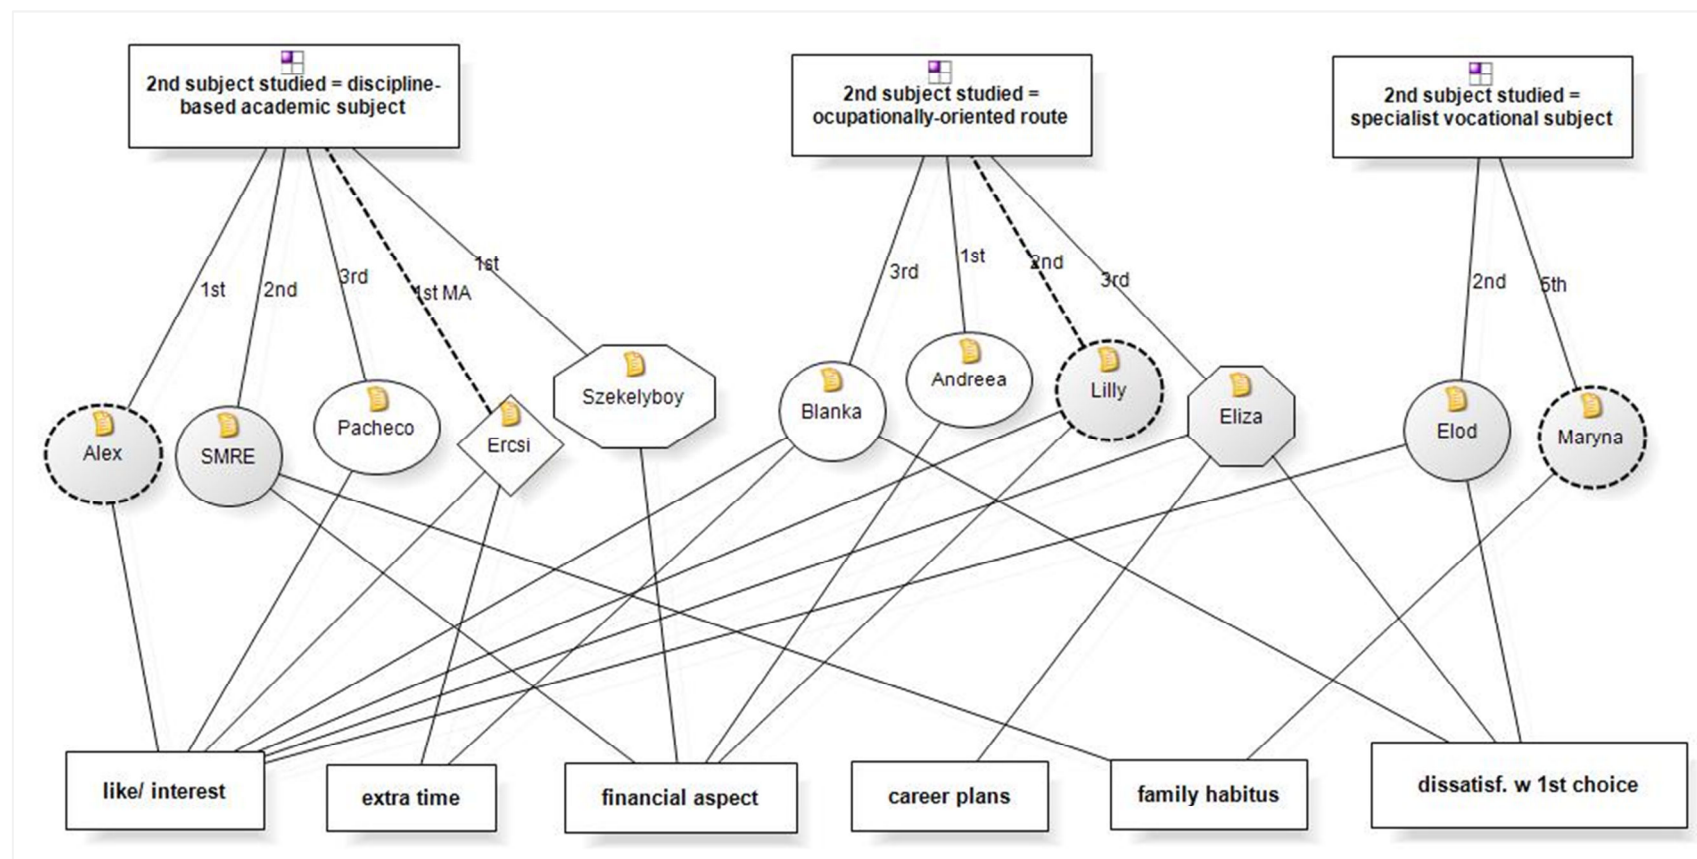 2nd subject studied = discipline-
based academic subject
2nd subject studied =
ocupationally-oriented route
2nd subject studied =
specialist vocational subject
1st
2nd
3rd
1st MA
1st
3rd
1st
2nd
3rd
2nd
5th
Alex
SMRE
Pacheco
Ercsi
Szekelyboy
Blanka
Andreea
Lilly
Eliza
Elod
Maryna
like/ interest
extra time
financial aspect
career plans
family habitus
dissatisf. w 1st choice